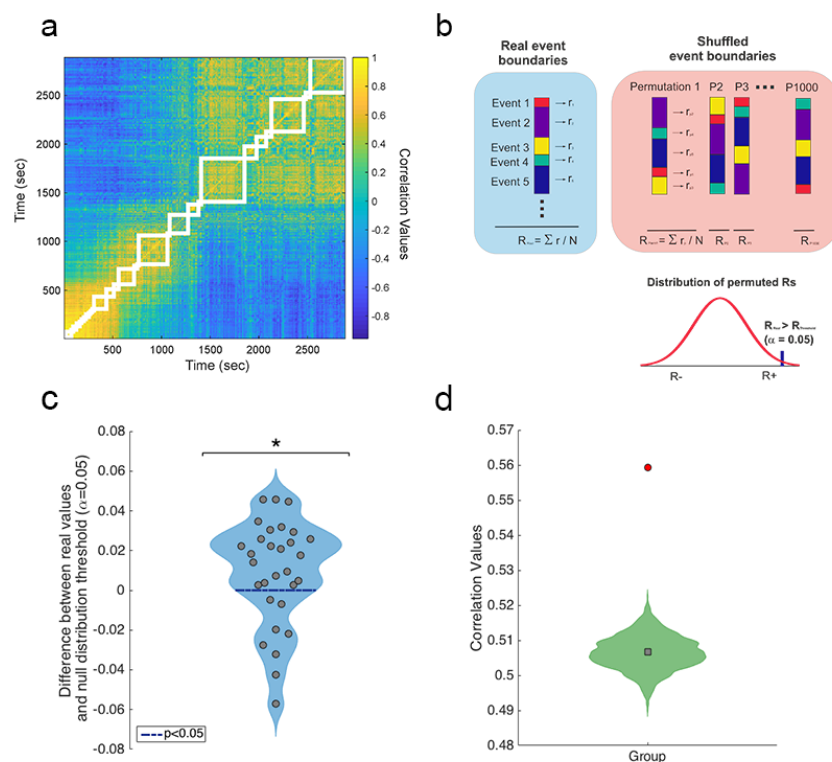 a
2500
2000
1500
1000
500
Time (sec)
500 1000 1500 2000 2500
Time (sec)
1
0.8
0.6
0.4
0.2
0
-0.2
-0.4
-0.6
-0.8
Correlation Values
b
Real event
boundaries
Event 1
Event 2
Event 3
Event 4
Event 5
= ∑ r / N
Shuffled
event boundaries
Permutation 1 P2 P3 P1000
= ∑ r / N
Distribution of permuted Rs
(α = 0.05)
R- R+
c
0.08
0.06
0.04
0.02
0
-0.02
-0.04
-0.06
-0.08
Difference between real values
and null distribution threshold (α=0.05)
*
p<0.05
d
0.57
0.56
0.55
0.54
0.53
0.52
0.51
0.5
0.49
0.48
Correlation Values
Group